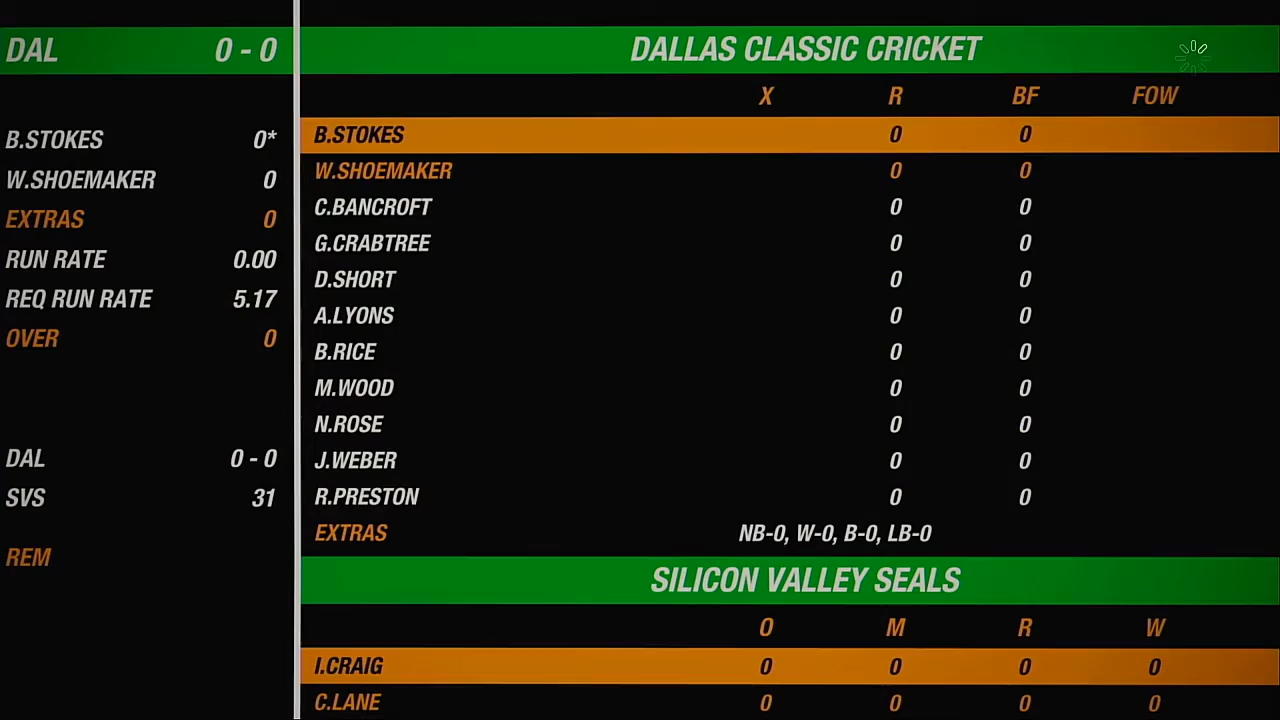 DAL 0 - 0
B.STOKES 0*
W.SHOEMAKER 0
EXTRAS 0
RUN RATE 0.00
REQ RUN RATE 5.17
OVER 0
DAL 0 - 0
SVS 31
REM
DALLAS CLASSIC CRICKET
X R BF FOW
B.STOKES 0 0
W.SHOEMAKER 0 0
C.BANCROFT 0 0
G.CRABTREE 0 0
D.SHORT 0 0
A.LYONS 0 0
B.RICE 0 0
M.WOOD 0 0
N.ROSE 0 0
J.WEBER 0 0
R.PRESTON 0 0
EXTRAS NB-0, W-0, B-0, LB-0
SILICON VALLEY SEALS
O M R W
I.CRAIG 0 0 0 0
C.LANE 0 0 0 0